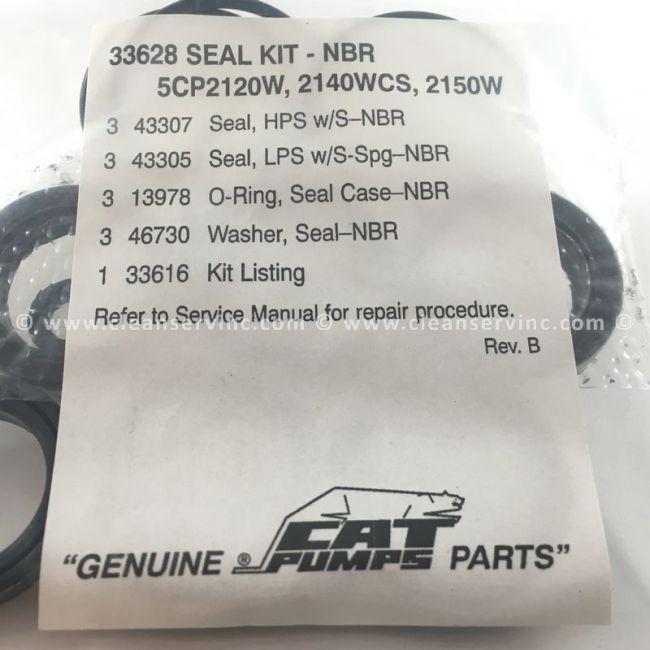 33628 SEAL KIT - NBR
5CP2120W, 2140WCS, 2150W
3 43307 Seal, HPS w/S–NBR
3 43305 Seal, LPS w/S-Spg–NBR
3 13978 O-Ring, Seal Case–NBR
3 46730 Washer, Seal–NBR
1 33616 Kit Listing
Refer to Service Manual for repair procedure.
© www.cleanservinc.com © www.cleanservinc.com ©
Rev. B
"GENUINE ® CAT PUMPS PARTS"